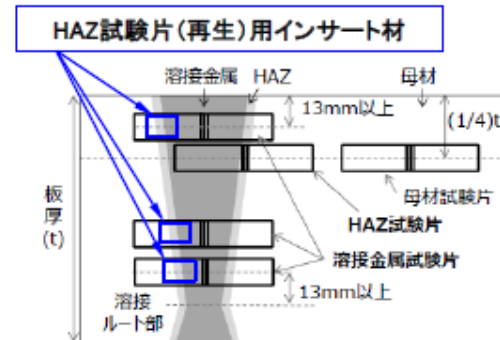 HAZ試験片(再生)用インサート材
溶接金属
HAZ
母材
13mm以上
(1/4)t
板厚
(t)
母材試験片
HAZ試験片
溶接金属試験片
13mm以上
溶接
ルート部